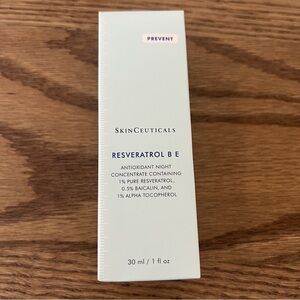 PREVENT
SKINCEUTICALS
RESVERATROL B E
ANTIOXIDANT NIGHT
CONCENTRATE CONTAINING
1% PURE RESVERATROL,
0.5% BAICALIN, AND
1% ALPHA TOCOPHEROL
30 ml / 1 fl oz